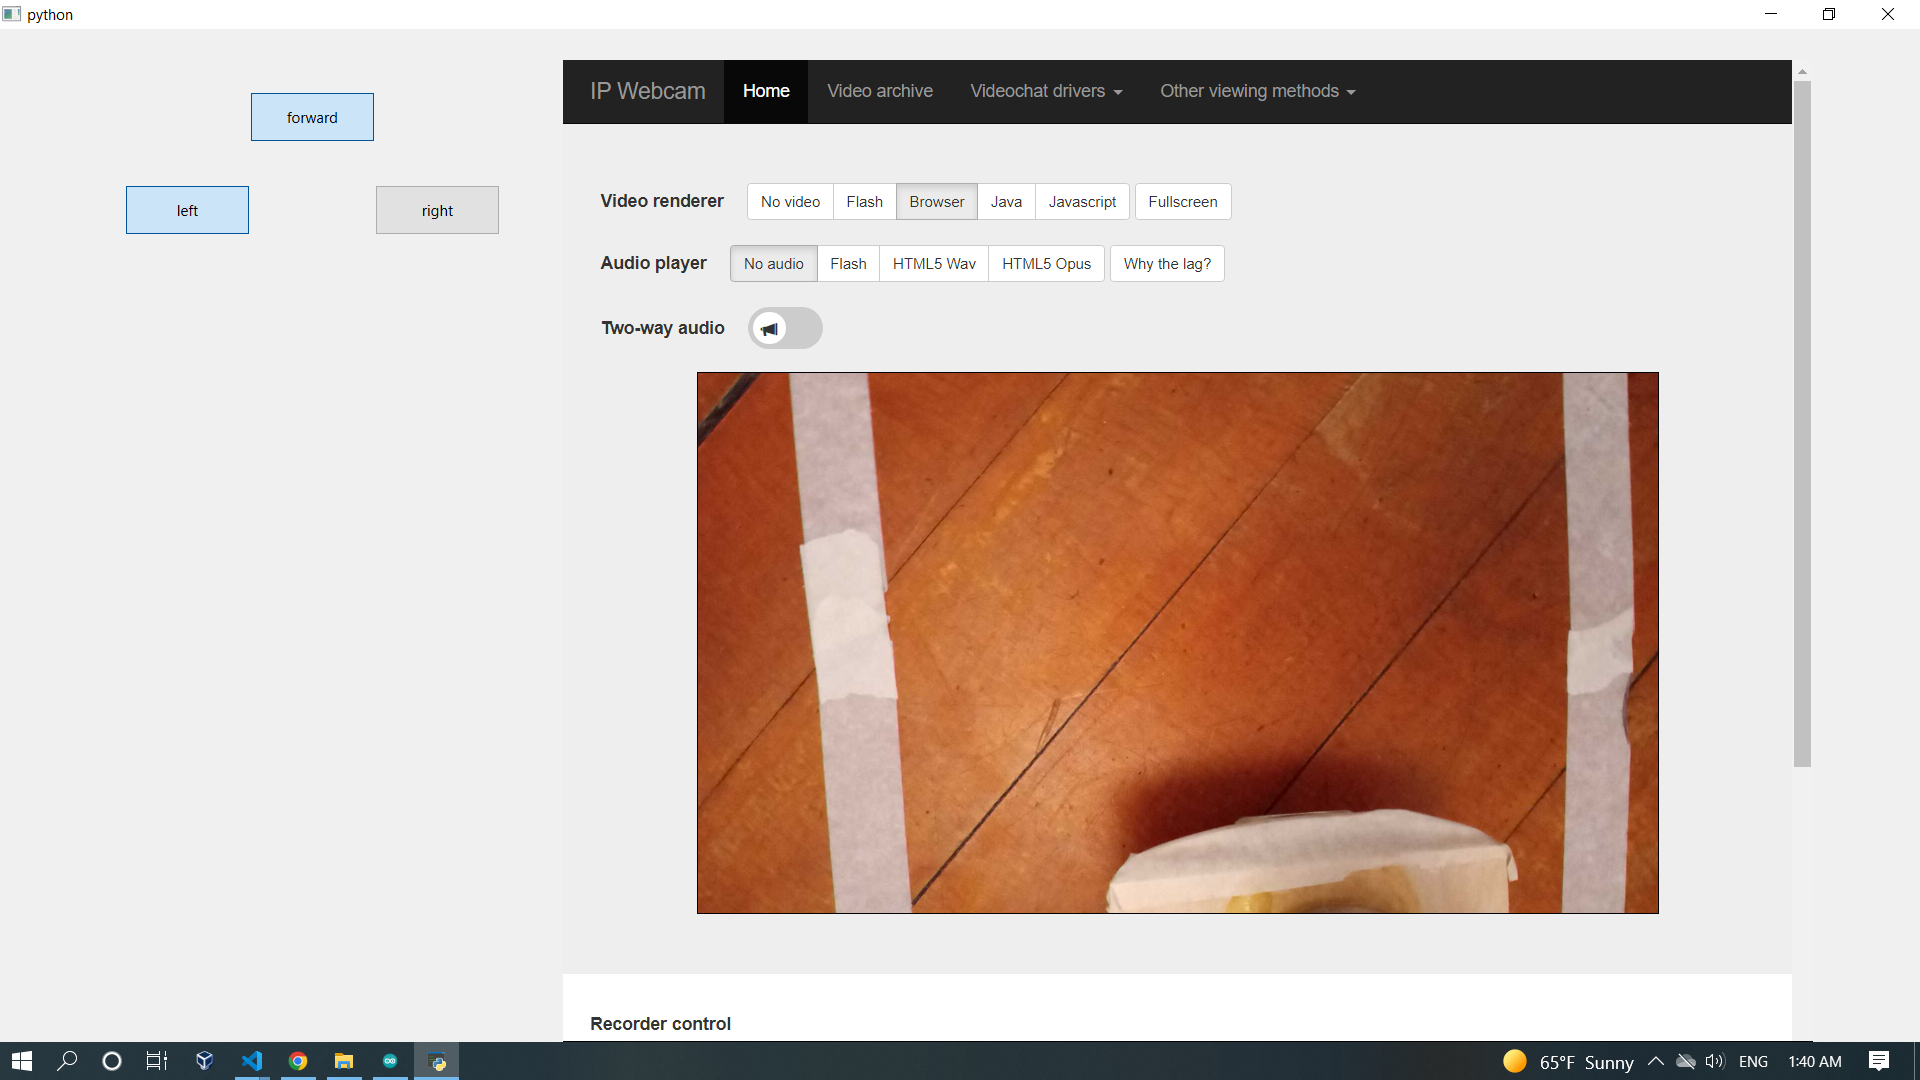 python
forward
left right
IP Webcam Home Video archive Videochat drivers Other viewing methods
Video renderer No video Flash Browser Java Javascript Fullscreen
Audio player No audio Flash HTML5 Wav HTML5 Opus Why the lag?
Two-way audio
Recorder control
65°F Sunny ENG 1:40 AM